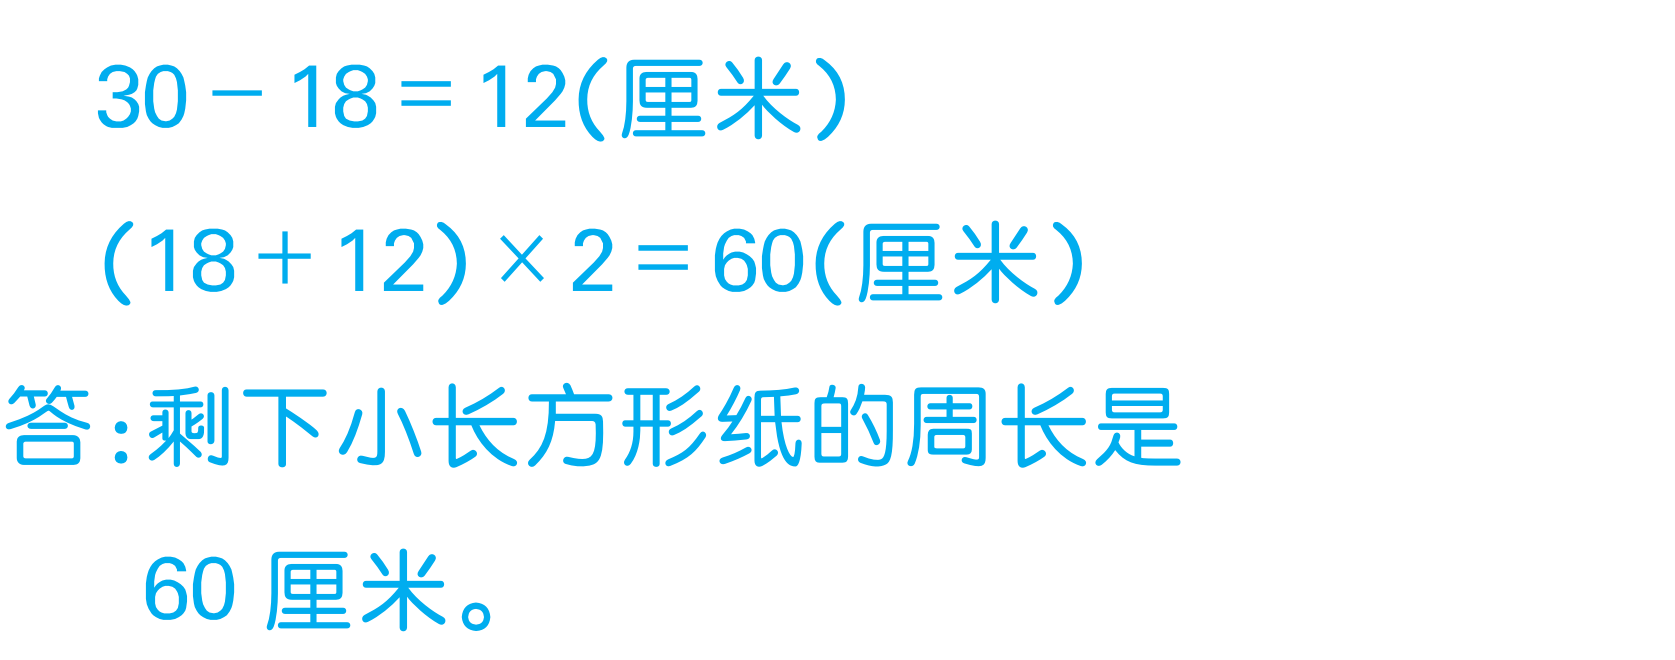 30 − 18 = 12(厘米)
(18 + 12) × 2 = 60(厘米)
答:剩下小长方形纸的周长是
60 厘米。